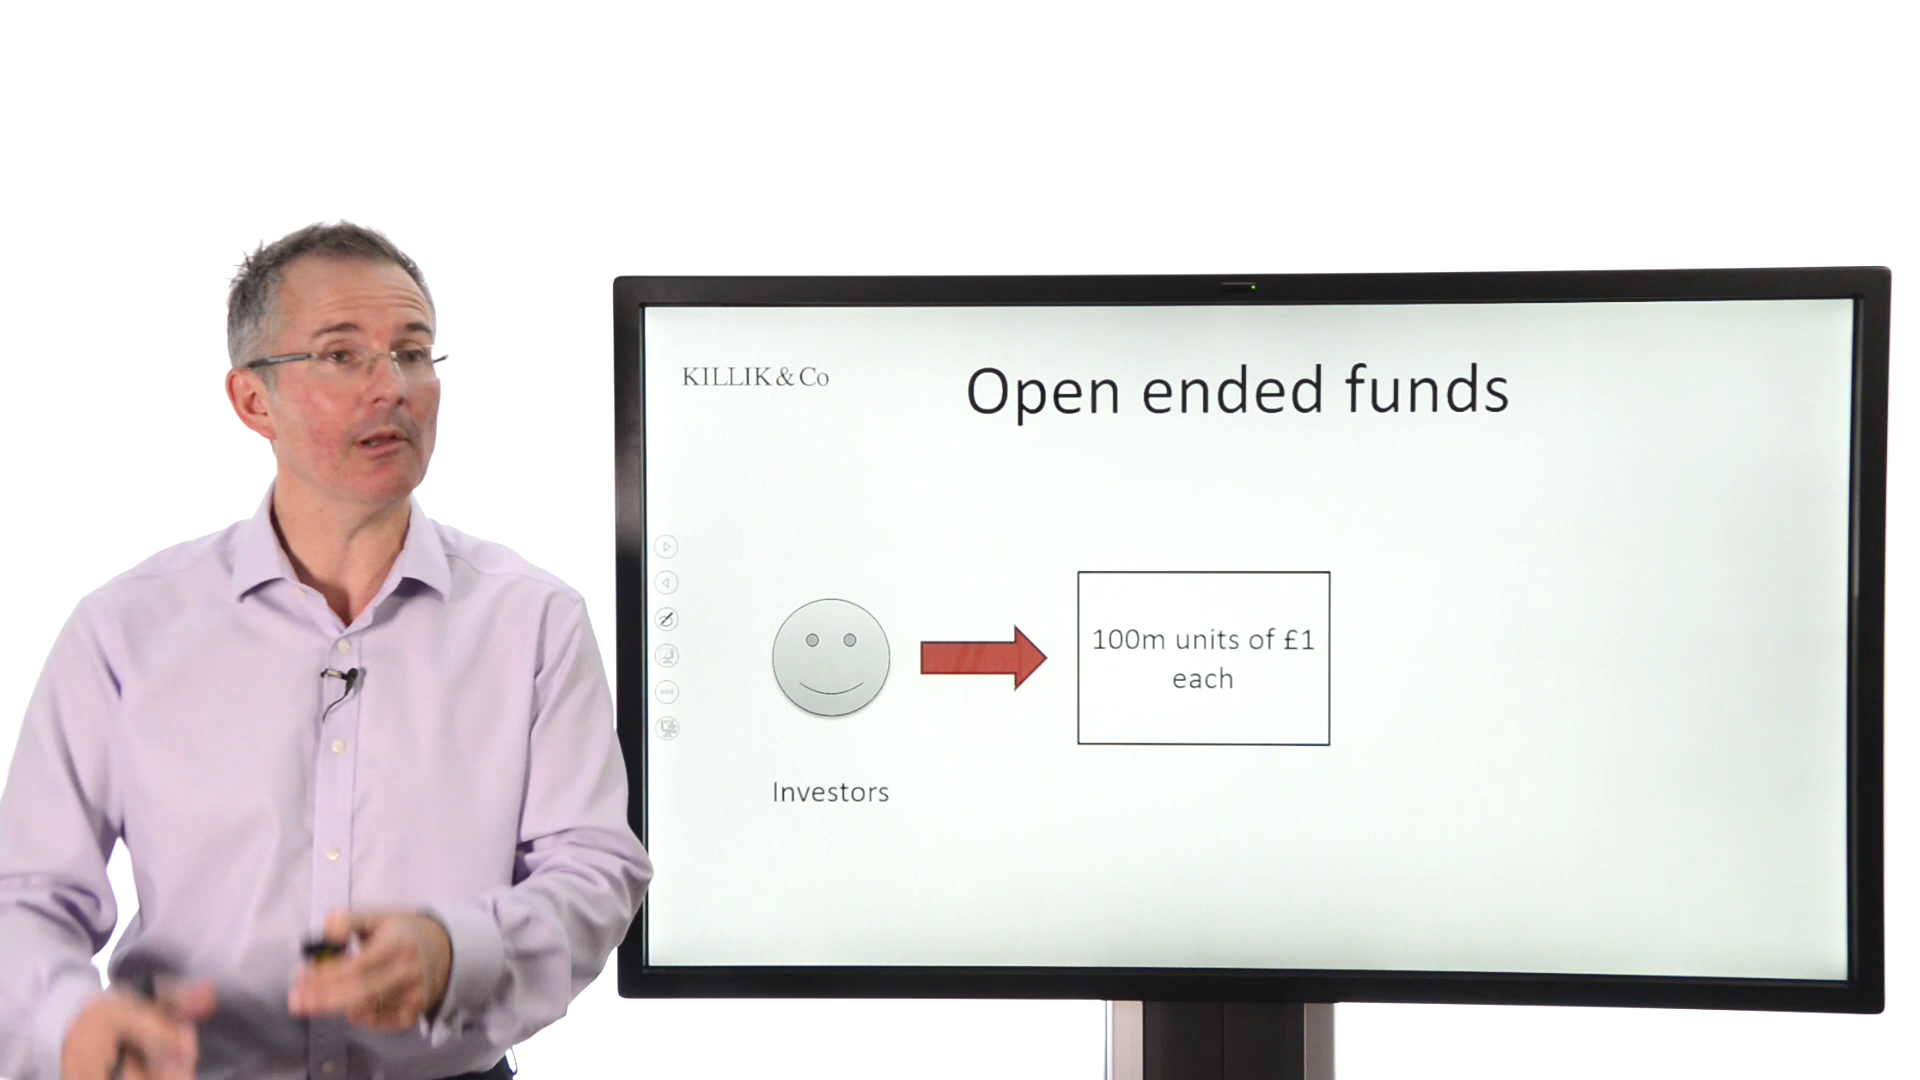 KILLIK & Co
Open ended funds
100m units of £1
each
Investors